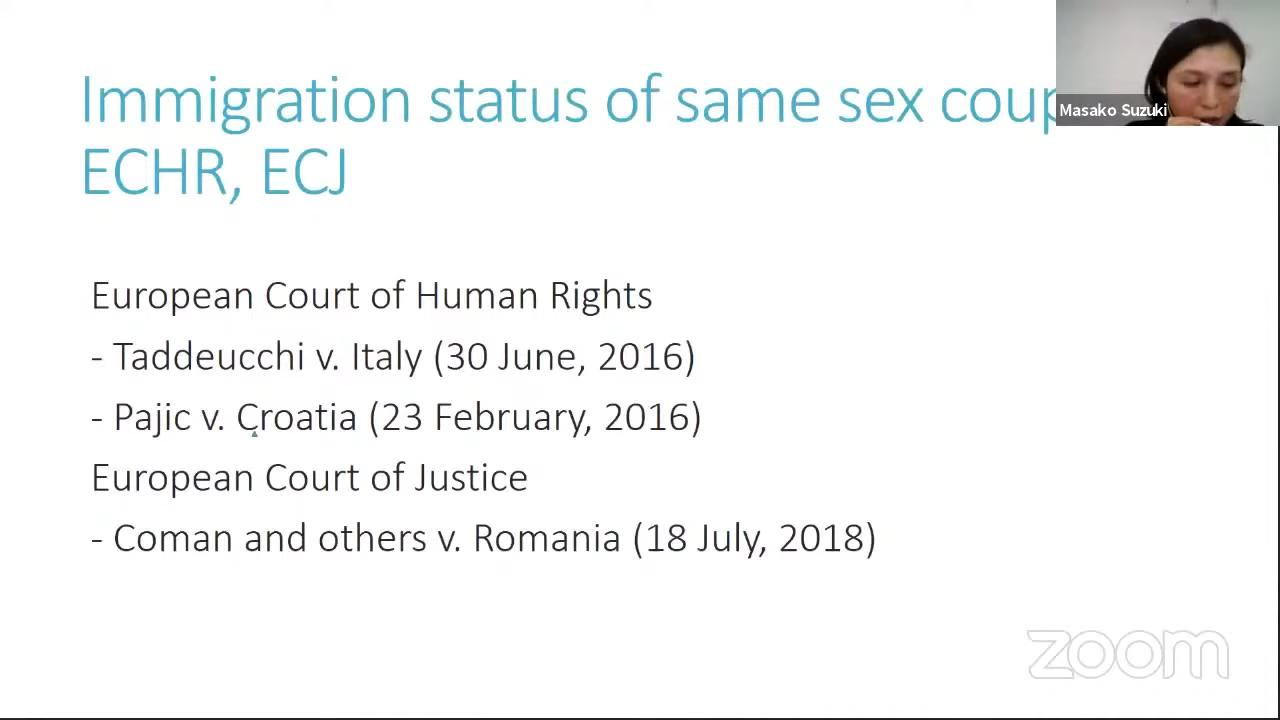 Immigration status of same sex coup
ECHR, ECJ
Masako Suzuki
European Court of Human Rights
- Taddeucchi v. Italy (30 June, 2016)
- Pajic v. Croatia (23 February, 2016)
European Court of Justice
- Coman and others v. Romania (18 July, 2018)
zoom